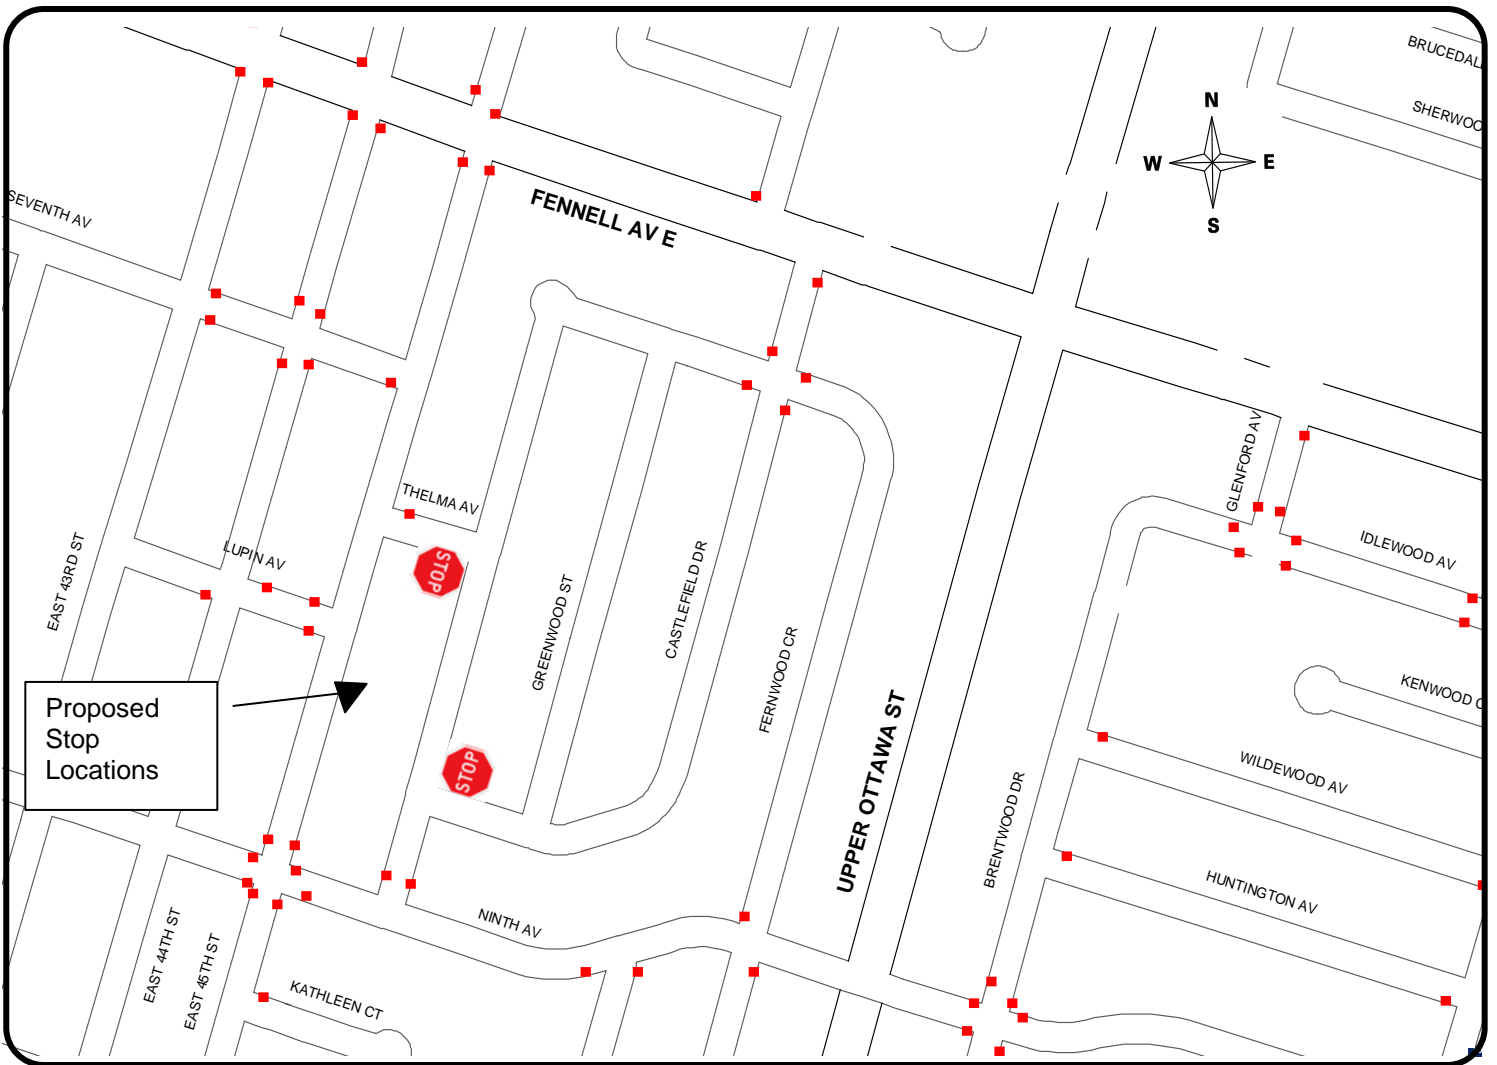 BRUCEDAL
SHERWOO
N
W
E
S
SEVENTH AV
FENNELL AV E
GLENFORD AV
THELMA AV
IDLEWOOD AV
LUPIN AV
EAST 43RD ST
STOP
GREENWOOD ST
CASTLEFIELD DR
FERNWOOD CR
KENWOOD C
Proposed
Stop
Locations
STOP
UPPER OTTAWA ST
WILDEWOOD AV
BRENTWOOD DR
HUNTINGTON AV
NINTH AV
EAST 44TH ST
EAST 45TH ST
KATHLEEN CT